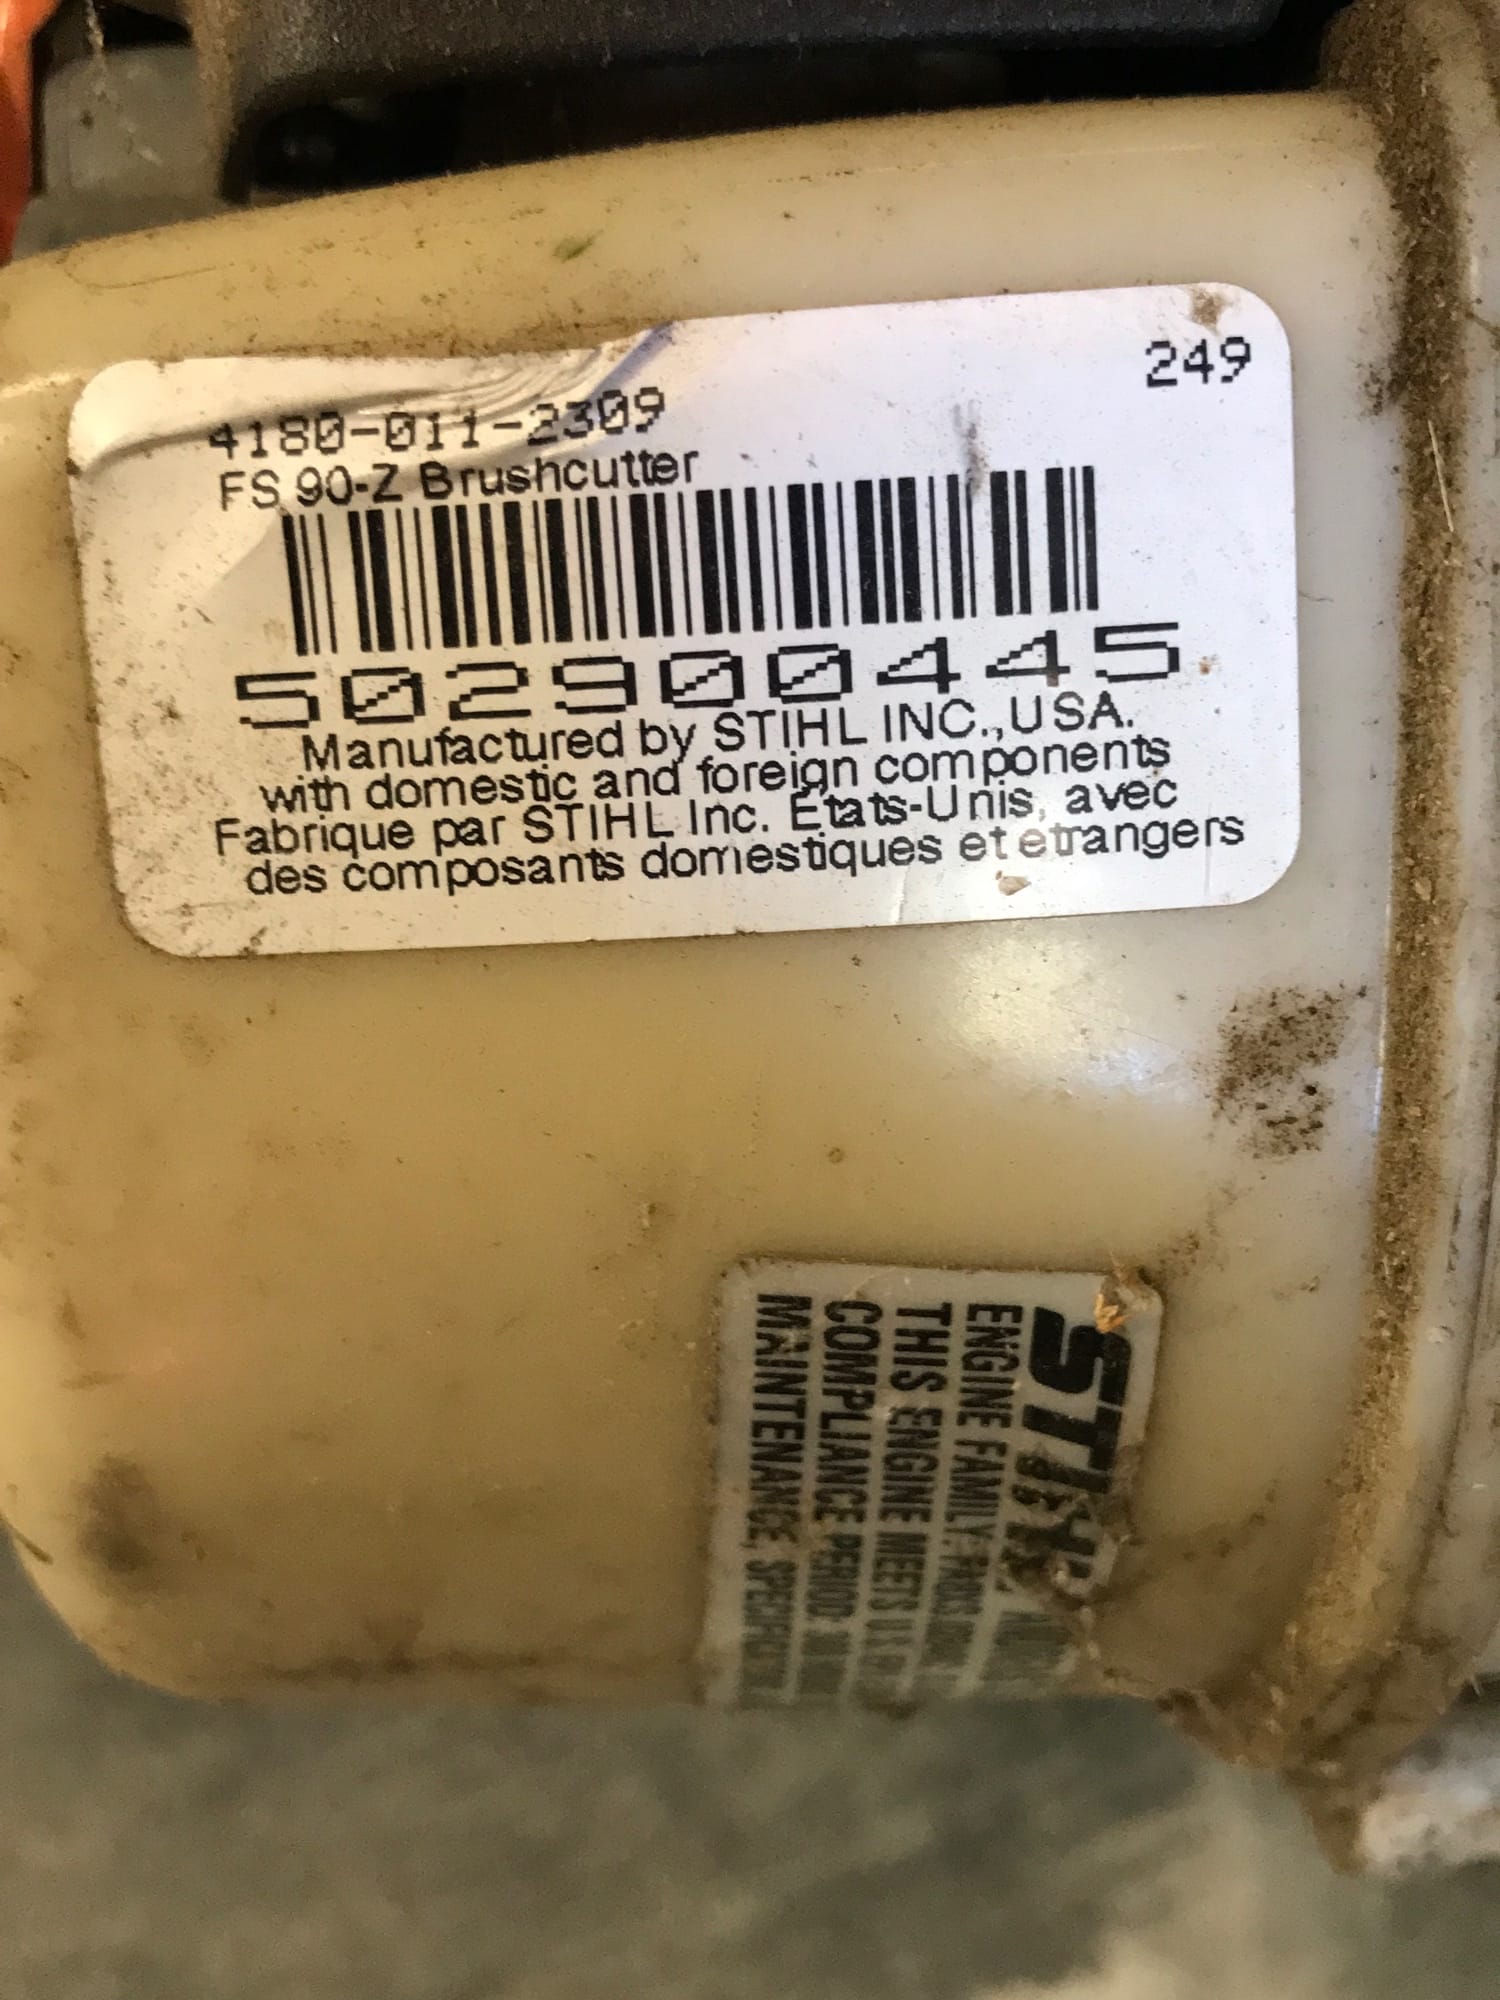 249
4180-011-2309
FS 90-Z Brushcutter
502900445
Manufactured by STIHL INC.,USA.
with domestic and foreign components
Fabrique par STIHL Inc. États-Unis, avec
des composants domestiques et etrangers
STIHL
ENGINE FAMILY:
THIS ENGINE MEETS U.S.
COMPLIANCE PERIOD:
MAINTENANCE,